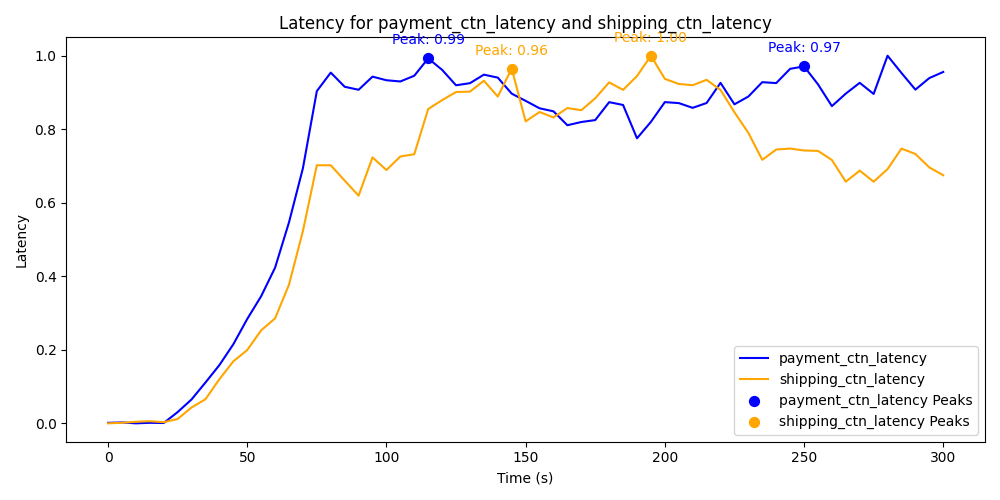 Latency for payment_ctn_latency and shipping_ctn_latency
Peak: 0.99
Peak: 0.96
Peak: 1.00
Peak: 0.97
Latency
1.0
0.8
0.6
0.4
0.2
0.0
payment_ctn_latency
shipping_ctn_latency
payment_ctn_latency Peaks
shipping_ctn_latency Peaks
0 50 100 150 200 250 300
Time (s)